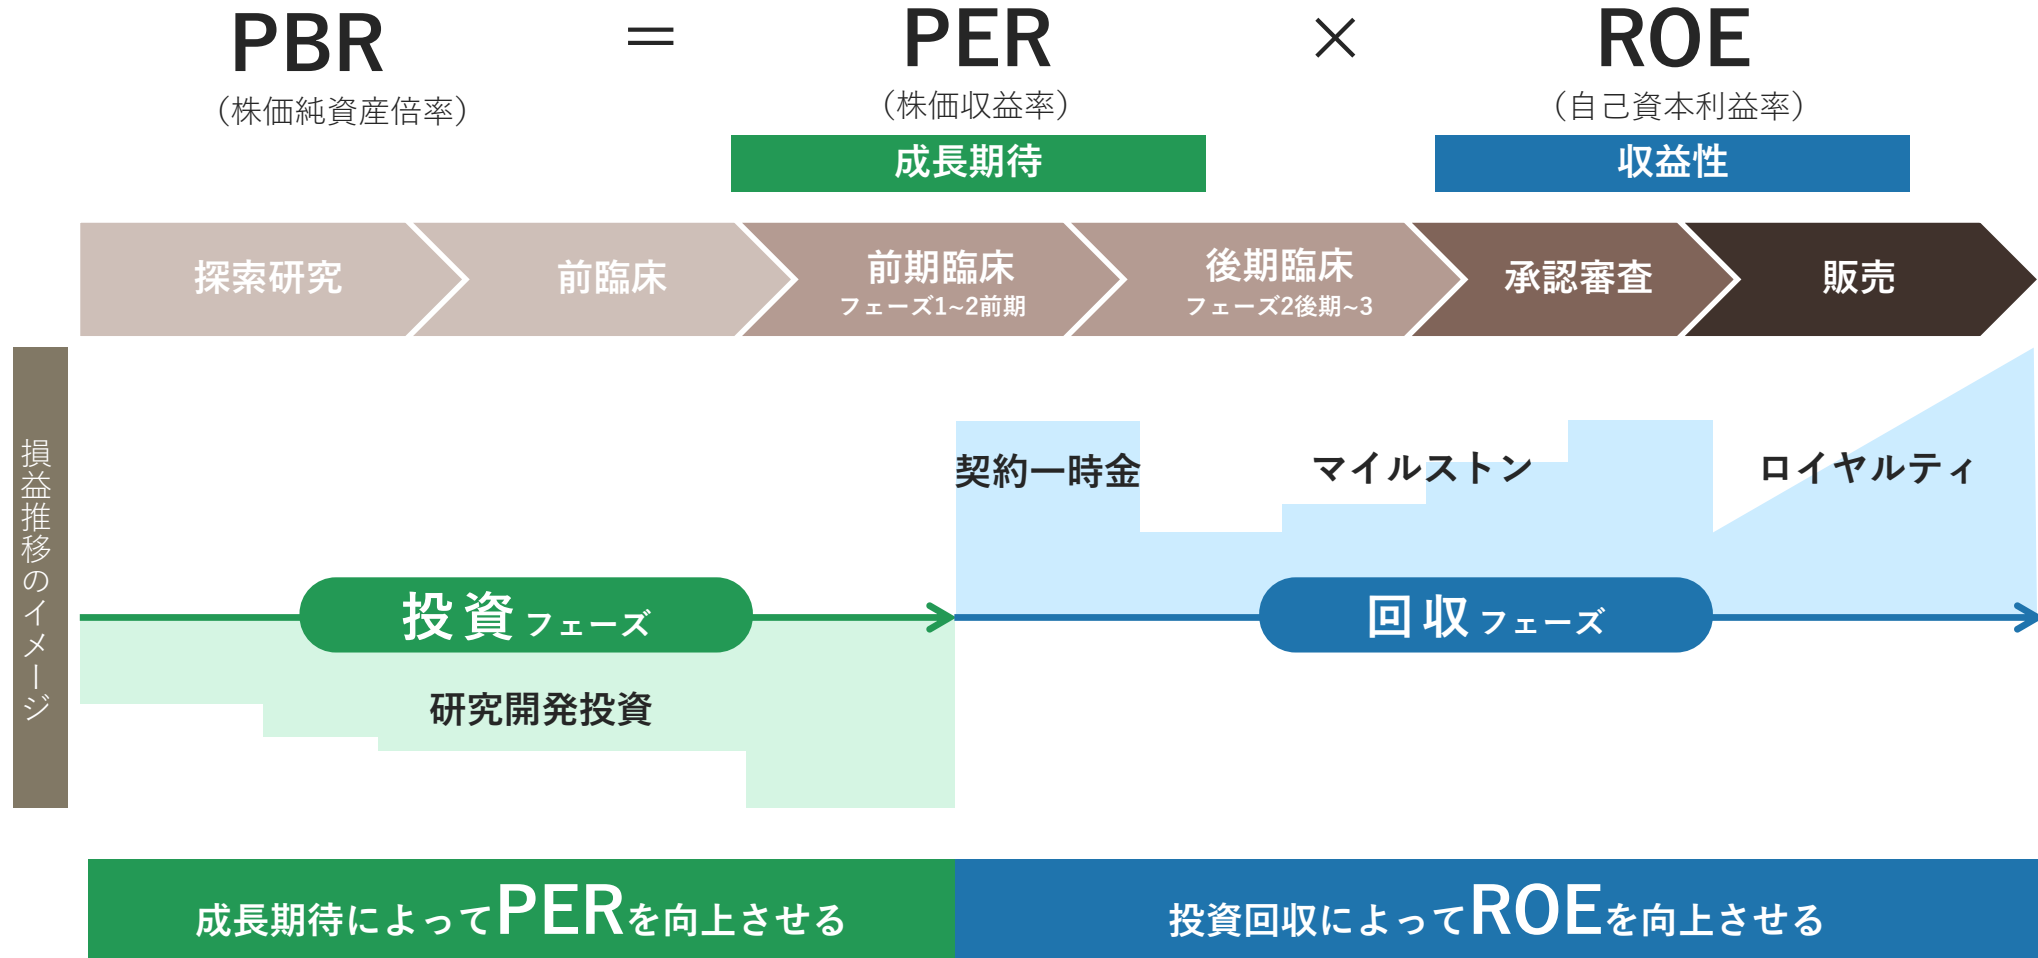 PBR = PER × ROE
（株価純資産倍率） （株価収益率） （自己資本利益率）
成長期待 収益性
探索研究 前臨床 前期臨床 後期臨床 承認審査 販売
フェーズ1~2前期 フェーズ2後期~3
損益推移のイメージ
契約一時金 マイルストン ロイヤルティ
投資フェーズ 回収フェーズ
研究開発投資
成長期待によってPERを向上させる 投資回収によってROEを向上させる